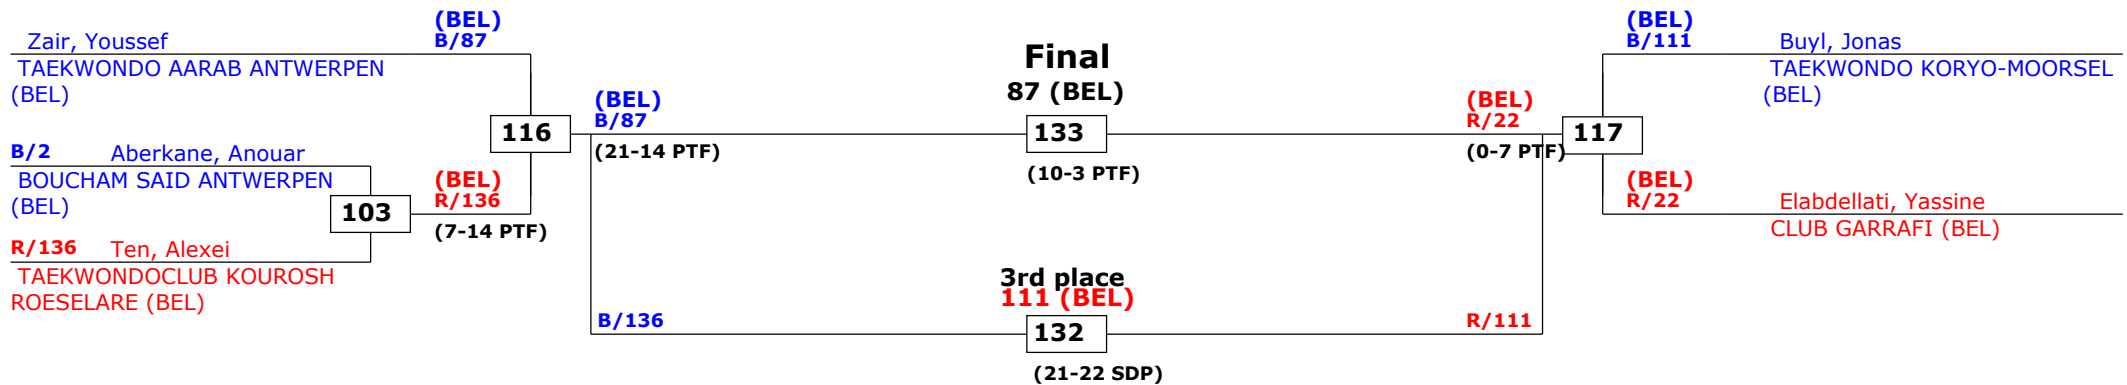 (BEL)
B/87
Zair, Youssef
TAEKWONDO AARAB ANTWERPEN
(BEL)
B/2 Aberkane, Anouar
BOUCHAM SAID ANTWERPEN
(BEL)
R/136 Ten, Alexei
TAEKWONDOCLUB KOUROSH
ROESELARE (BEL)
103
(BEL)
R/136
(7-14 PTF)
116
(BEL)
B/87
(21-14 PTF)
B/136
Final
87 (BEL)
133
(10-3 PTF)
3rd place
111 (BEL)
132
(21-22 SDP)
(BEL)
R/22
(0-7 PTF)
R/111
117
(BEL)
B/111
Buyl, Jonas
TAEKWONDO KORYO-MOORSEL
(BEL)
(BEL)
R/22
Elabdellati, Yassine
CLUB GARRAFI (BEL)